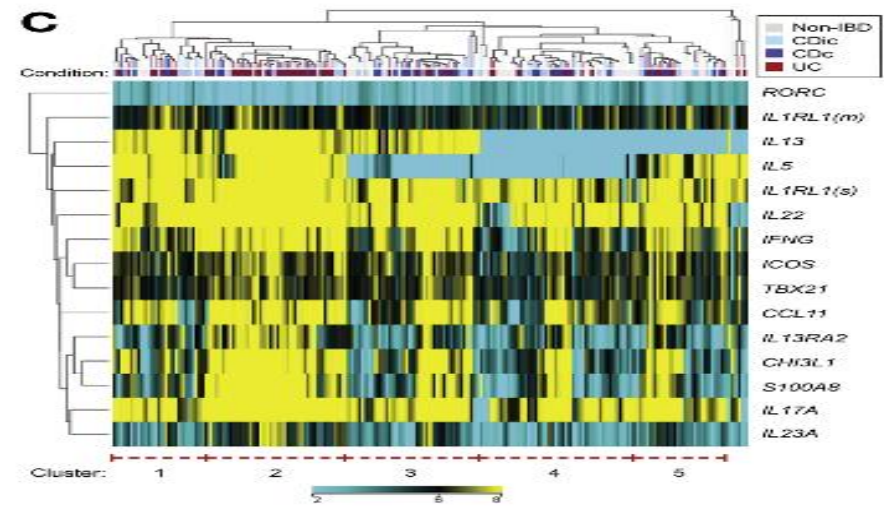 C
Non-IBD
CDic
CDc
UC
Condition:
RORC
IL1RL1(m)
IL13
IL5
IL1RL1(s)
IL22
IFNG
ICOS
TBX21
CCL11
IL13RA2
CHI3L1
S100A8
IL17A
IL23A
Cluster: 1 2 3 4 5
2 6 8